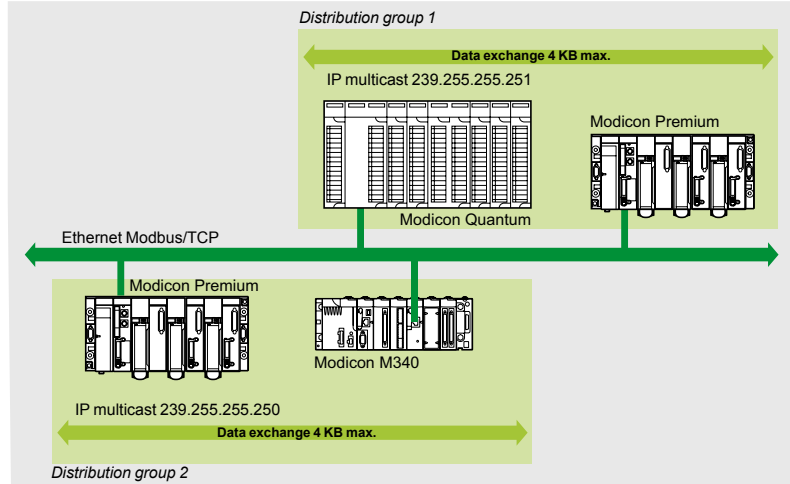 Distribution group 1
Data exchange 4 KB max.
IP multicast 239.255.255.251
Modicon Premium
Modicon Quantum
Ethernet Modbus/TCP
Modicon Premium
Modicon M340
IP multicast 239.255.255.250
Data exchange 4 KB max.
Distribution group 2